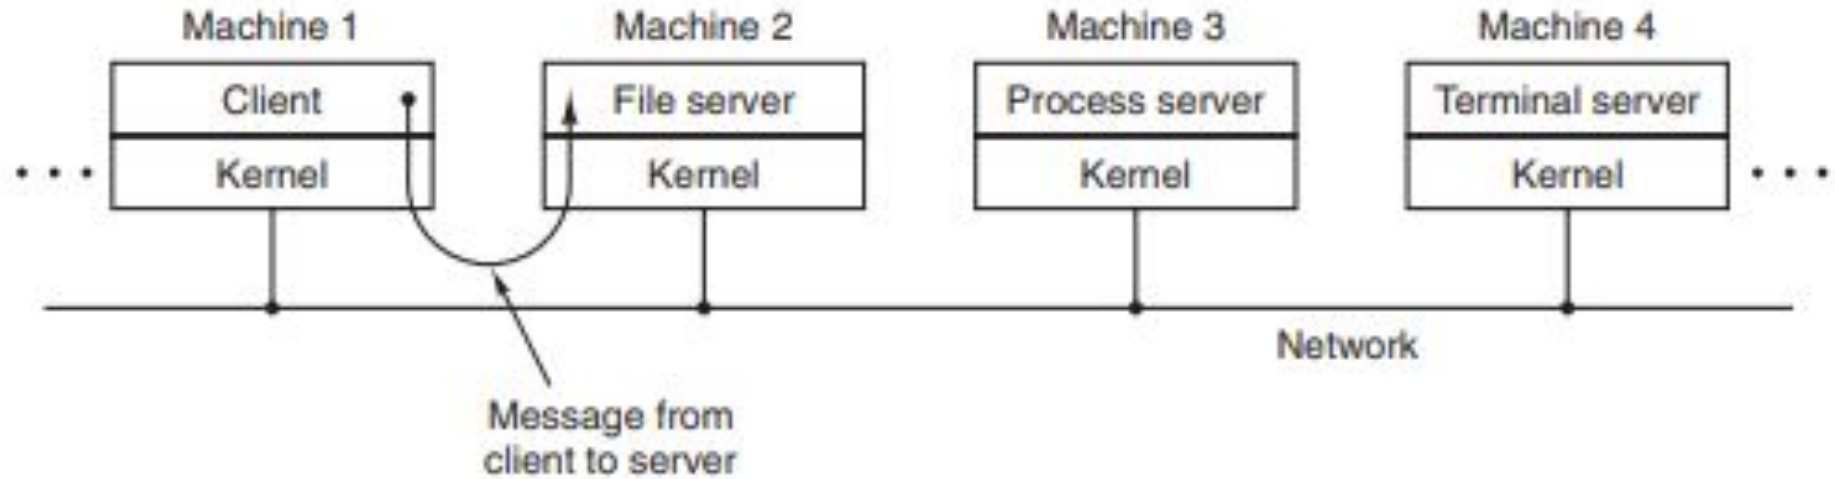 Machine 1
Machine 2
Machine 3
Machine 4
Client
File server
Process server
Terminal server
Kernel
Kernel
Kernel
Kernel
Network
Message from
client to server